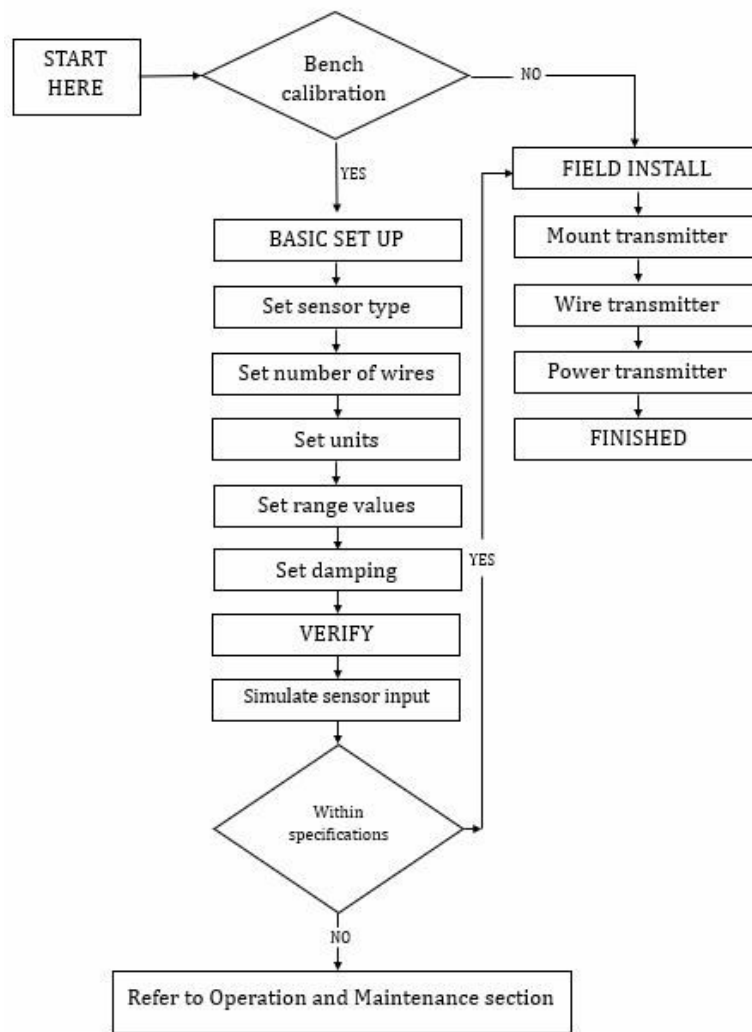 START
HERE
Bench
calibration
NO
YES
FIELD INSTALL
BASIC SET UP
Mount transmitter
Set sensor type
Wire transmitter
Set number of wires
Power transmitter
Set units
FINISHED
Set range values
Set damping
YES
VERIFY
Simulate sensor input
Within
specifications
NO
Refer to Operation and Maintenance section